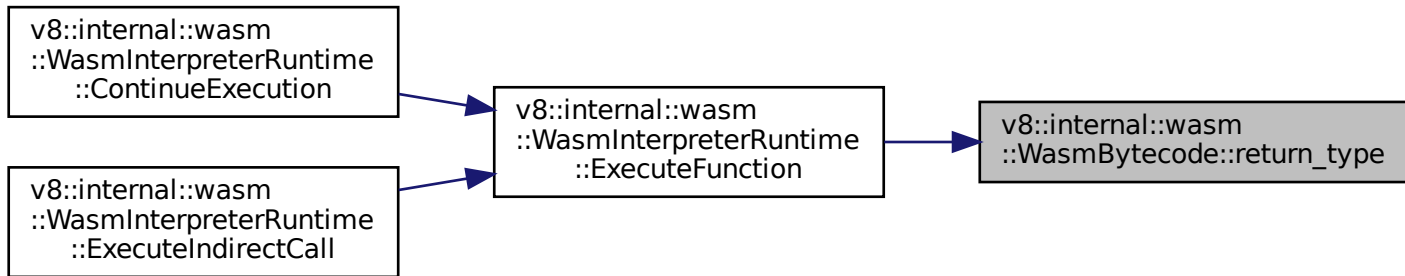 v8::internal::wasm
::WasmInterpreterRuntime
::ContinueExecution
v8::internal::wasm
::WasmInterpreterRuntime
::ExecuteIndirectCall
v8::internal::wasm
::WasmInterpreterRuntime
::ExecuteFunction
v8::internal::wasm
::WasmBytecode::return_type